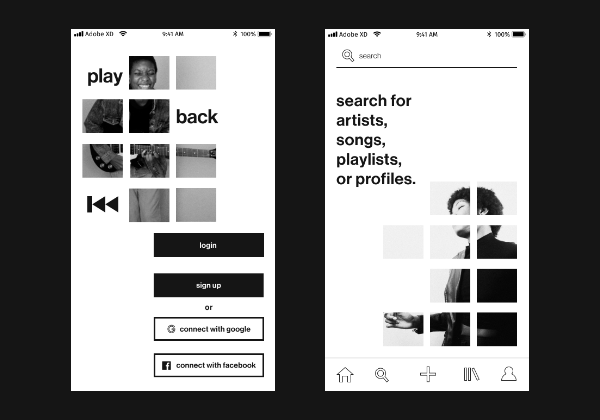 Adobe XD 9:41 AM 100%
play
back
login
sign up
or
connect with google
connect with facebook
Adobe XD 9:41 AM 100%
search
search for
artists,
songs,
playlists,
or profiles.